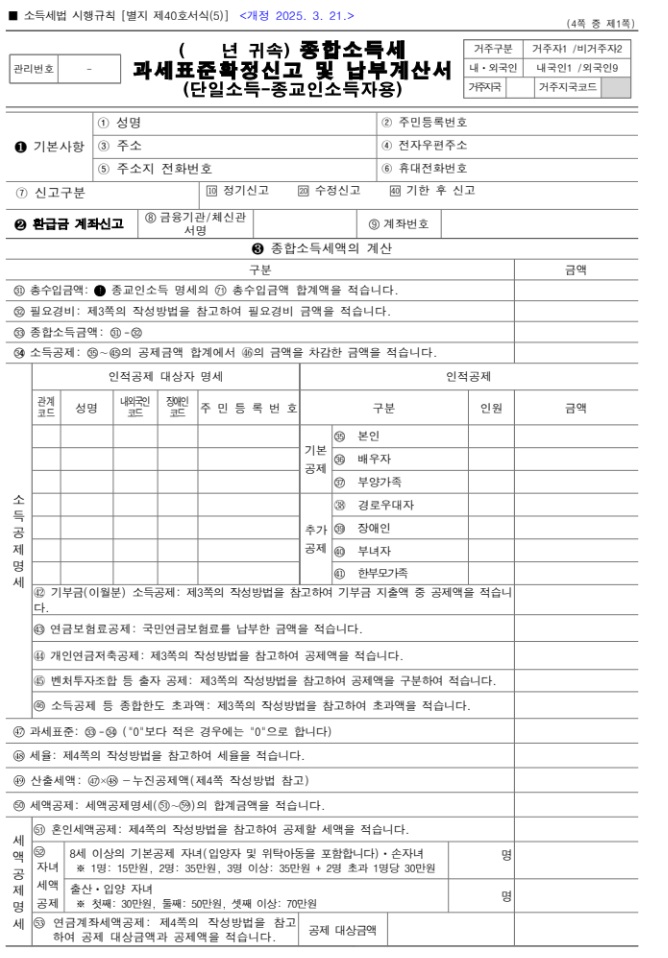 ■ 소득세법 시행규칙 [별지 제40호서식(5)] <개정 2025. 3. 21.>
(4쪽 중 제1쪽)
관리번호 -
( 년 귀속) 종합소득세
과세표준확정신고 및 납부계산서
(단일소득-종교인소득자용)
거주구분 거주자1 /비거주자2
내ㆍ외국인 내국인1 /외국인9
거주지국 거주지국코드
❶ 기본사항
① 성명 ② 주민등록번호
③ 주소 ④ 전자우편주소
⑤ 주소지 전화번호 ⑥ 휴대전화번호
⑦ 신고구분 10 정기신고 20 수정신고 40 기한 후 신고
❷ 환급금 계좌신고 ⑧ 금융기관/체신관서명 ⑨ 계좌번호
❸ 종합소득세액의 계산
구분 금액
㉛ 총수입금액: ❶ 종교인소득 명세의 ㉛ 총수입금액 합계액을 적습니다.
㉜ 필요경비: 제3쪽의 작성방법을 참고하여 필요경비 금액을 적습니다.
㉝ 종합소득금액: ㉛-㉜
㉞ 소득공제: ㉟~㊺의 공제금액 합계에서 ㊻의 금액을 차감한 금액을 적습니다.
소득공제명세
인적공제 대상자 명세 인적공제
관계코드 성명 내외국인코드 장애인코드 주 민 등 록 번 호 구분 인원 금액
기본공제
㉟ 본인
㊱ 배우자
㊲ 부양가족
추가공제
㊳ 경로우대자
㊴ 장애인
㊵ 부녀자
㊶ 한부모가족
㊷ 기부금(이월분) 소득공제: 제3쪽의 작성방법을 참고하여 기부금 지출액 중 공제액을 적습니
다.
㊸ 연금보험료공제: 국민연금보험료를 납부한 금액을 적습니다.
㊹ 개인연금저축공제: 제3쪽의 작성방법을 참고하여 공제액을 적습니다.
㊺ 벤처투자조합 등 출자 공제: 제3쪽의 작성방법을 참고하여 공제액을 구분하여 적습니다.
㊻ 소득공제 등 종합한도 초과액: 제3쪽의 작성방법을 참고하여 초과액을 적습니다.
㊼ 과세표준: ㉝-㉞ ("0"보다 적은 경우에는 "0"으로 합니다)
㊽ 세율: 제4쪽의 작성방법을 참고하여 세율을 적습니다.
㊾ 산출세액: ㊼×㊽ －누진공제액(제4쪽 작성방법 참고)
㊿ 세액공제: 세액공제명세(51~59)의 합계금액을 적습니다.
세액공제명세
51 혼인세액공제: 제4쪽의 작성방법을 참고하여 공제할 세액을 적습니다.
52 자녀세액공제
8세 이상의 기본공제 자녀(입양자 및 위탁아동을 포함합니다)ㆍ손자녀 명
※ 1명: 15만원, 2명: 35만원, 3명 이상: 35만원 + 2명 초과 1명당 30만원
출산ㆍ입양 자녀 명
※ 첫째: 30만원, 둘째: 50만원, 셋째 이상: 70만원
53 연금계좌세액공제: 제4쪽의 작성방법을 참고
하여 공제 대상금액과 공제액을 적습니다. 공제 대상금액